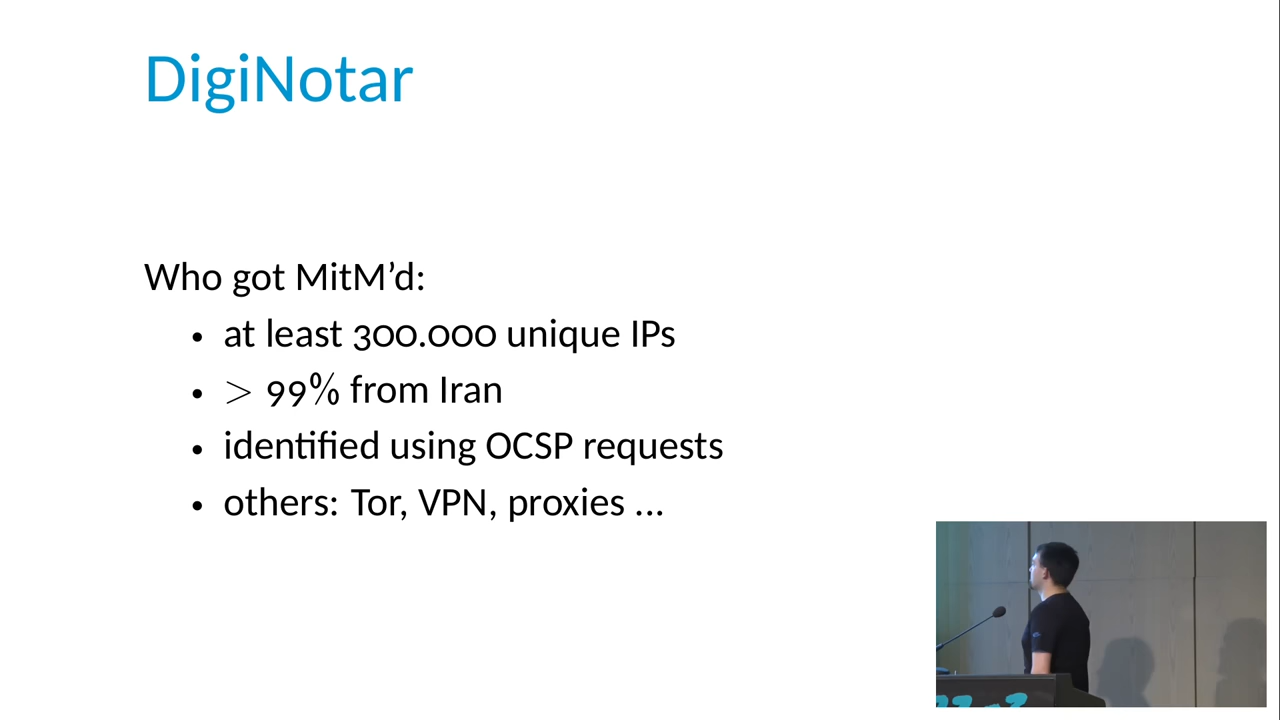 DigiNotar
Who got MitM’d:
• at least 300.000 unique IPs
• > 99% from Iran
• identified using OCSP requests
• others: Tor, VPN, proxies ...